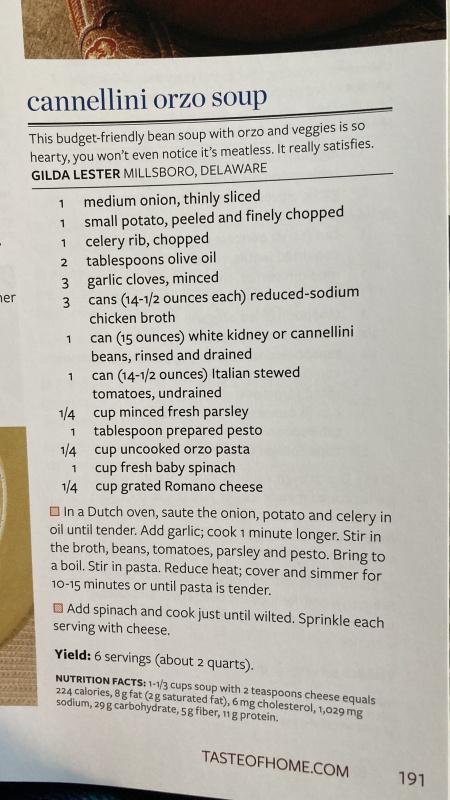 cannellini orzo soup
This budget-friendly bean soup with orzo and veggies is so
hearty, you won't even notice it's meatless. It really satisfies.
GILDA LESTER MILLSBORO, DELAWARE
1 medium onion, thinly sliced
1 small potato, peeled and finely chopped
1 celery rib, chopped
2 tablespoons olive oil
3 garlic cloves, minced
3 cans (14-1/2 ounces each) reduced-sodium
chicken broth
1 can (15 ounces) white kidney or cannellini
beans, rinsed and drained
1 can (14-1/2 ounces) Italian stewed
tomatoes, undrained
1/4 cup minced fresh parsley
1 tablespoon prepared pesto
1/4 cup uncooked orzo pasta
1 cup fresh baby spinach
1/4 cup grated Romano cheese
In a Dutch oven, saute the onion, potato and celery in
oil until tender. Add garlic; cook 1 minute longer. Stir in
the broth, beans, tomatoes, parsley and pesto. Bring to
a boil. Stir in pasta. Reduce heat; cover and simmer for
10-15 minutes or until pasta is tender.
Add spinach and cook just until wilted. Sprinkle each
serving with cheese.
Yield: 6 servings (about 2 quarts).
NUTRITION FACTS: 1-1/3 cups soup with 2 teaspoons cheese equals
224 calories, 8 g fat (2 g saturated fat), 6 mg cholesterol, 1,029 mg
sodium, 29 g carbohydrate, 5 g fiber, 11 g protein.
TASTEOFHOME.COM 191